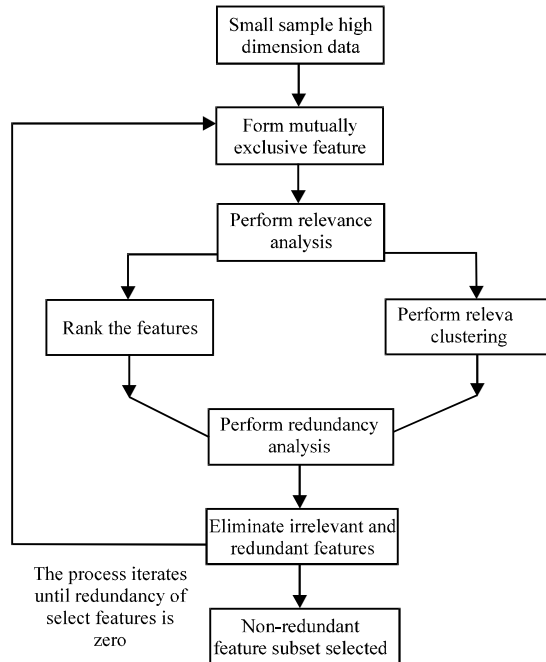 Small sample high
dimension data
Form mutually
exclusive feature
Perform relevance
analysis
Rank the features
Perform releva
clustering
Perform redundancy
analysis
Eliminate irrelevant and
redundant features
The process iterates
until redundancy of
select features is
zero
Non-redundant
feature subset selected